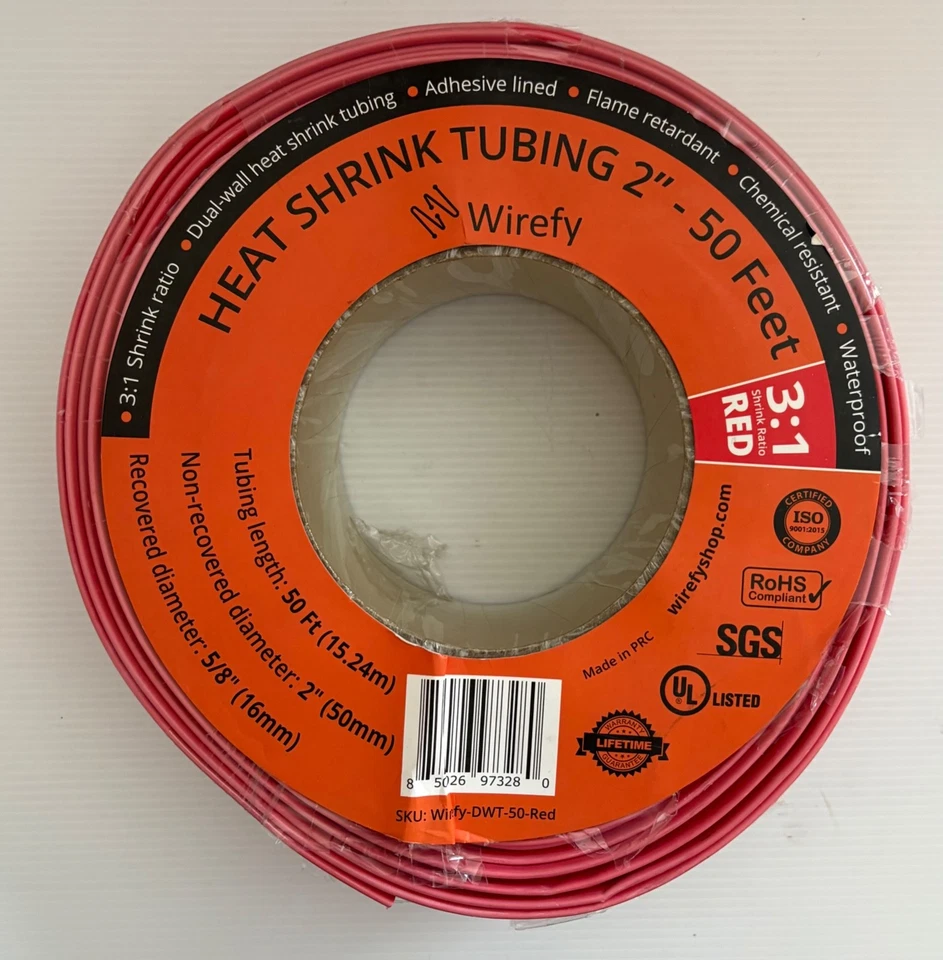 • 3:1 Shrink ratio • Dual-wall heat shrink tubing • Adhesive lined • Flame retardant • Chemical resistant • Waterproof
HEAT SHRINK TUBING 2" - 50 Feet
Wirefy
3:1
Shrink Ratio
RED
Tubing length: 50 Ft (15.24m)
Non-recovered diameter: 2" (50mm)
Recovered diameter: 5/8" (16mm)
wirefyshop.com
CERTIFIED
ISO
9001:2015
COMPANY
RoHS
Compliant
SGS
Made in PRC
UL
®
LISTED
WARRANTY
LIFETIME
GUARANTEE
8 5026 97328 0
SKU: Wirefy-DWT-50-Red